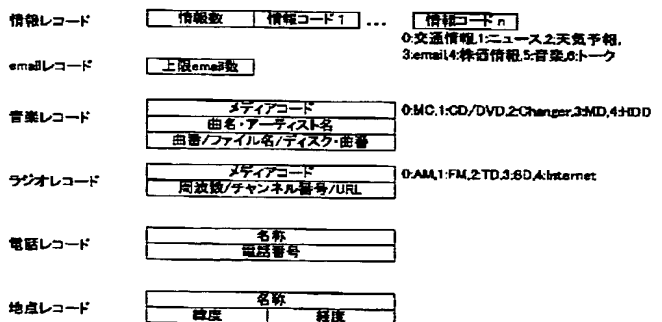 情報レコード 情報数 情報コード1 ... 情報コードn
0:交通情報,1:ニュース,2:天気予報,
3:email,4:株価情報,5:音楽,6:トーク
emailレコード 上限email数
音楽レコード メディアコード 0:MC,1:CD/DVD,2:Changer,3:MD,4:HDD
曲名・アーティスト名
曲番/ファイル名/ディスク・曲番
ラジオレコード メディアコード 0:AM,1:FM,2:TD,3:SD,4:Internet
周波数/チャンネル番号/URL
電話レコード 名称
電話番号
地点レコード 名称
緯度 経度